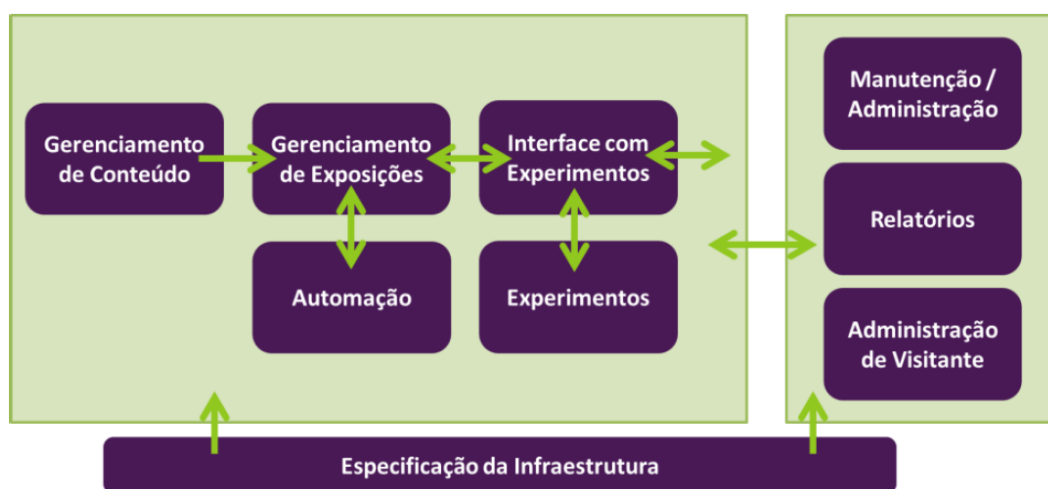 Gerenciamento
de Conteúdo
Gerenciamento
de Exposições
Interface com
Experimentos
Automação
Experimentos
Manutenção /
Administração
Relatórios
Administração
de Visitante
Especificação da Infraestrutura